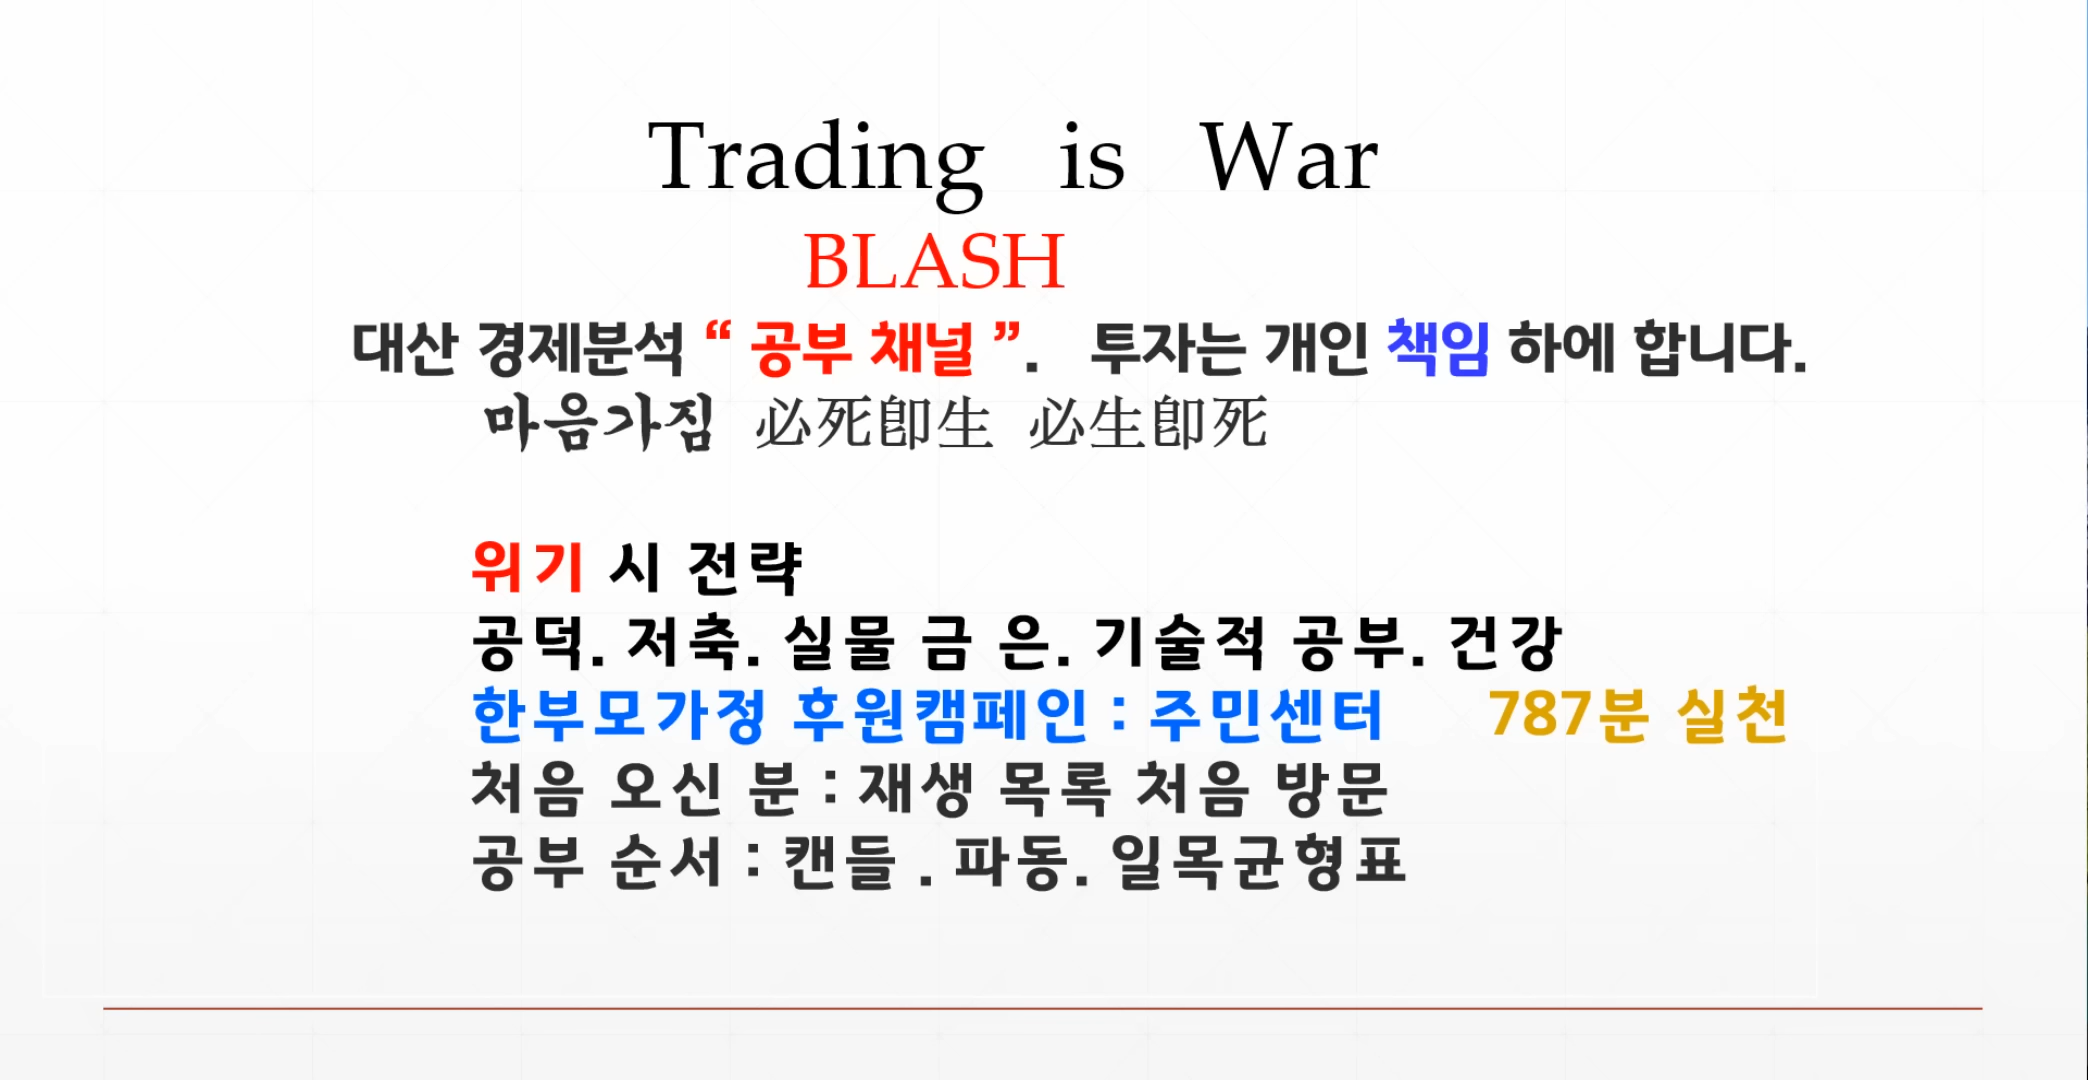 Trading is War
BLASH
대산 경제분석 “ 공부 채널 ”. 투자는 개인 책임 하에 합니다.
마음가짐 必死卽生 必生卽死
위기 시 전략
공덕. 저축. 실물 금 은. 기술적 공부. 건강
한부모가정 후원캠페인 : 주민센터 787분 실천
처음 오신 분 : 재생 목록 처음 방문
공부 순서 : 캔들 . 파동. 일목균형표